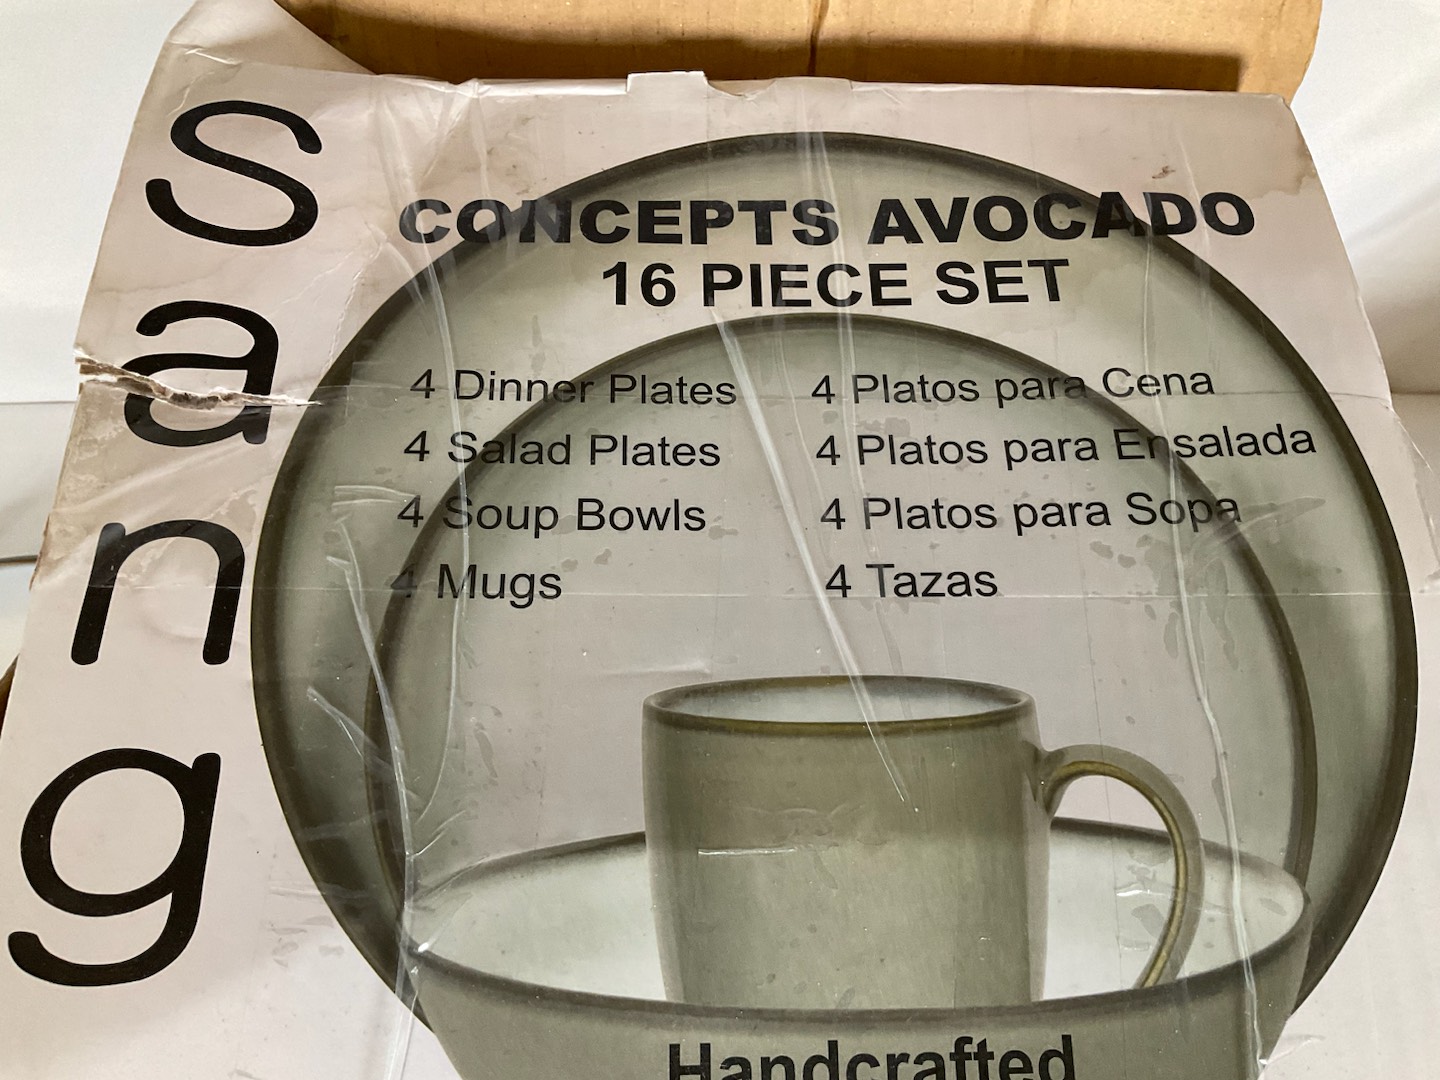 Sang
CONCEPTS AVOCADO
16 PIECE SET
4 Dinner Plates
4 Salad Plates
4 Soup Bowls
4 Mugs
4 Platos para Cena
4 Platos para Ensalada
4 Platos para Sopa
4 Tazas
Handcrafted